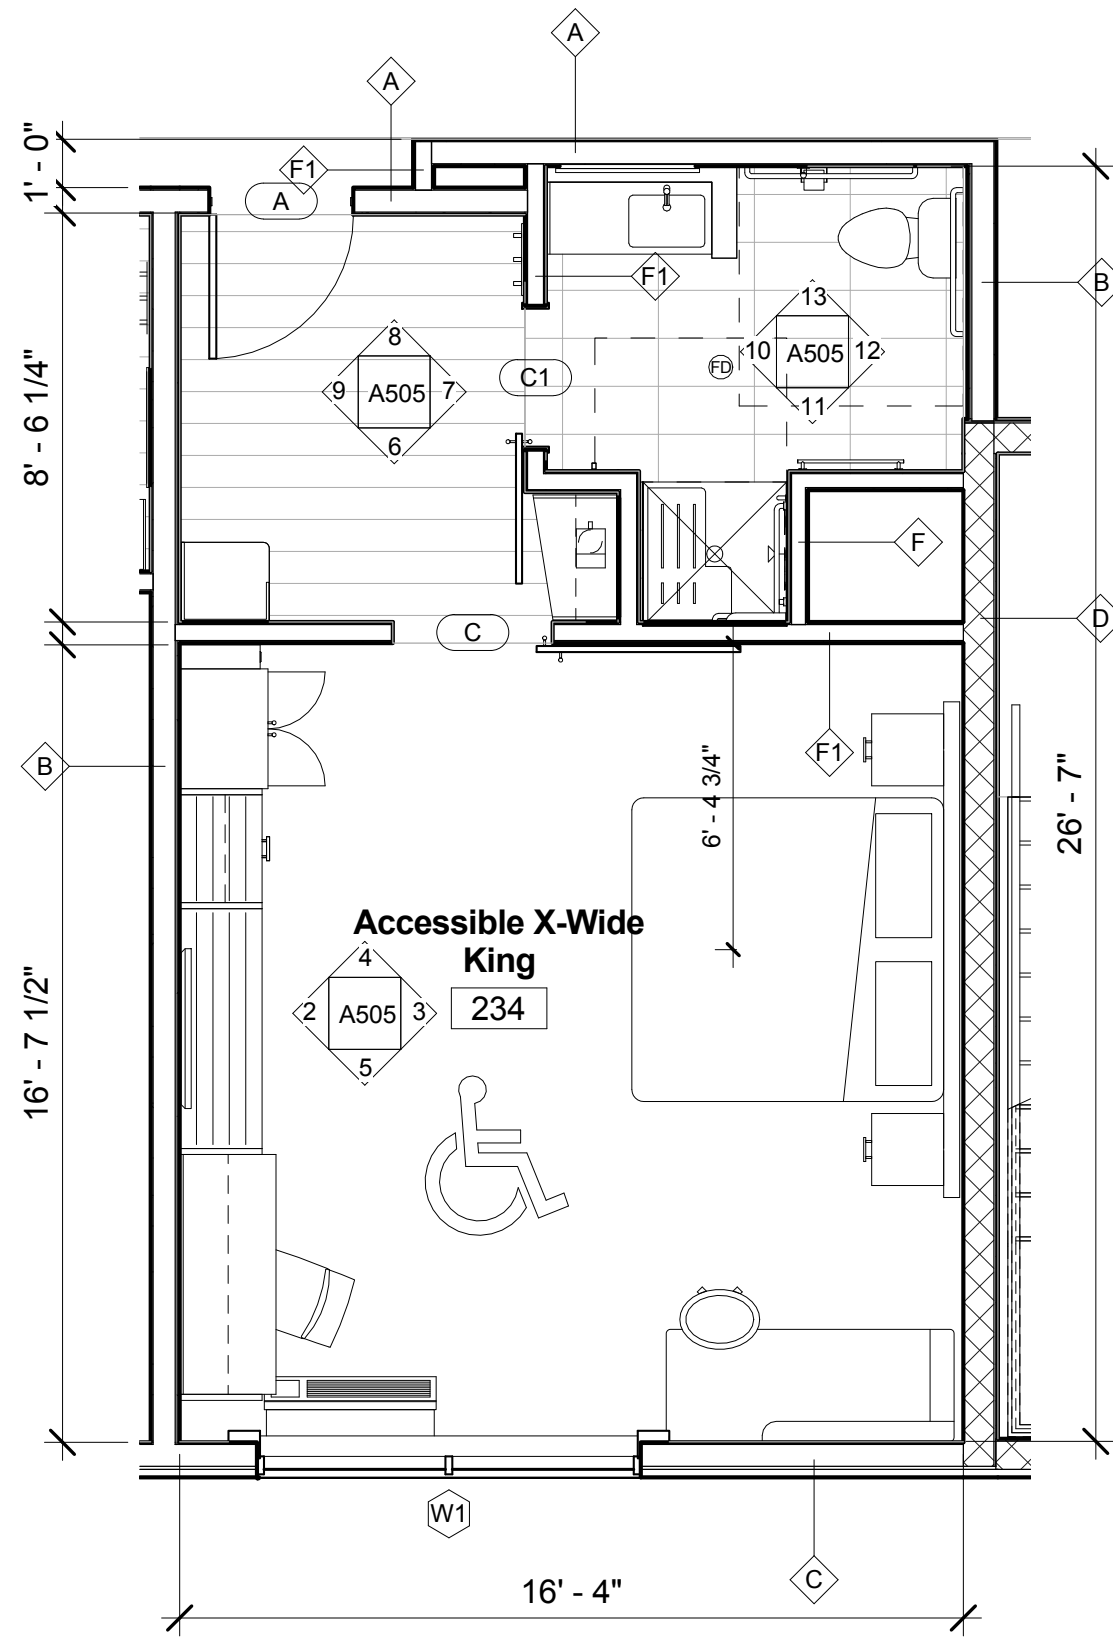 A
A
1' - 0"
F1
A
F1
B
13
10
A505
12
11
FD
8
9
A505
7
6
C1
8' - 6 1/4"
F
D
C
B
F1
6' - 4 3/4"
26' - 7"
Accessible X-Wide
King
234
4
2
A505
3
5
16' - 7 1/2"
W1
C
16' - 4"